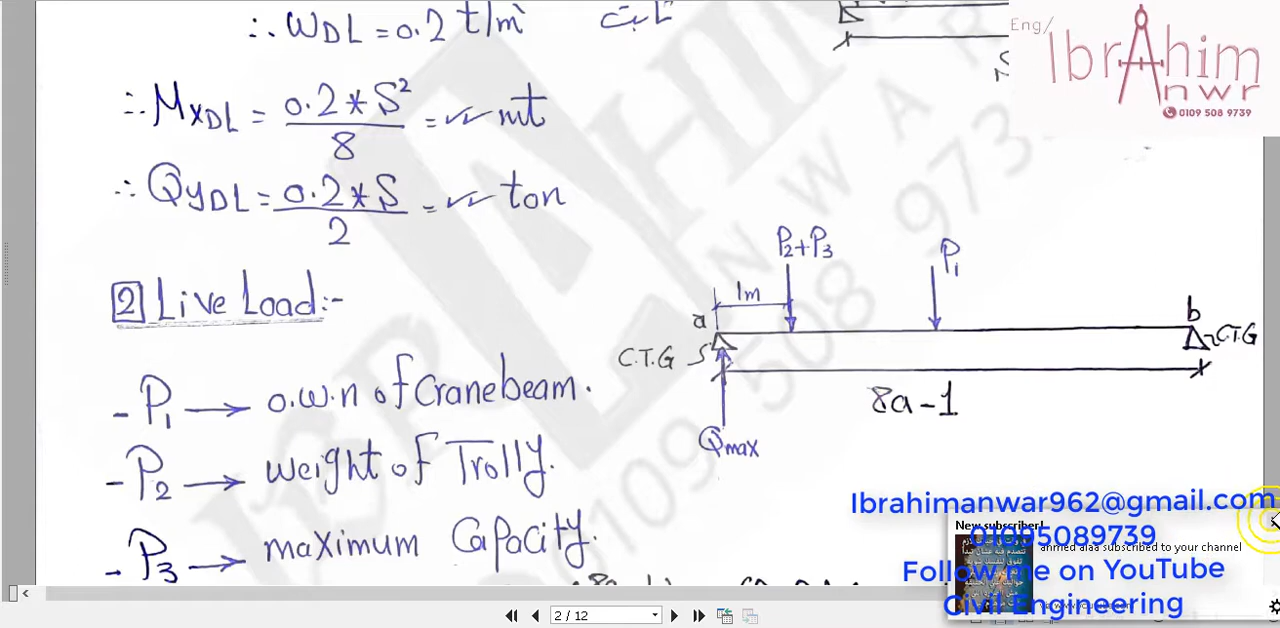 ∴ WDL = 0.2 t/m' ثابت
∴ MXDL = 0.2 * S² / 8 = ✓✓ mt
∴ QYDL = 0.2 * S / 2 = ✓✓ ton
2 Live Load:-
- P1 → o.w.n of Crane beam.
- P2 → Weight of Trolly.
- P3 → maximum Capacity.
P2+P3
P1
1m
a
b
C.T.G
C.T.G
8a-1
Qmax
Eng/
IbrAhim
Anwr
0109 508 9739
Ibrahimanwar962@gmail.com
01095089739
Follow me on YouTube
Civil Engineering
New subscriber!
ahmed alaa subscribed to your channel
2 / 12